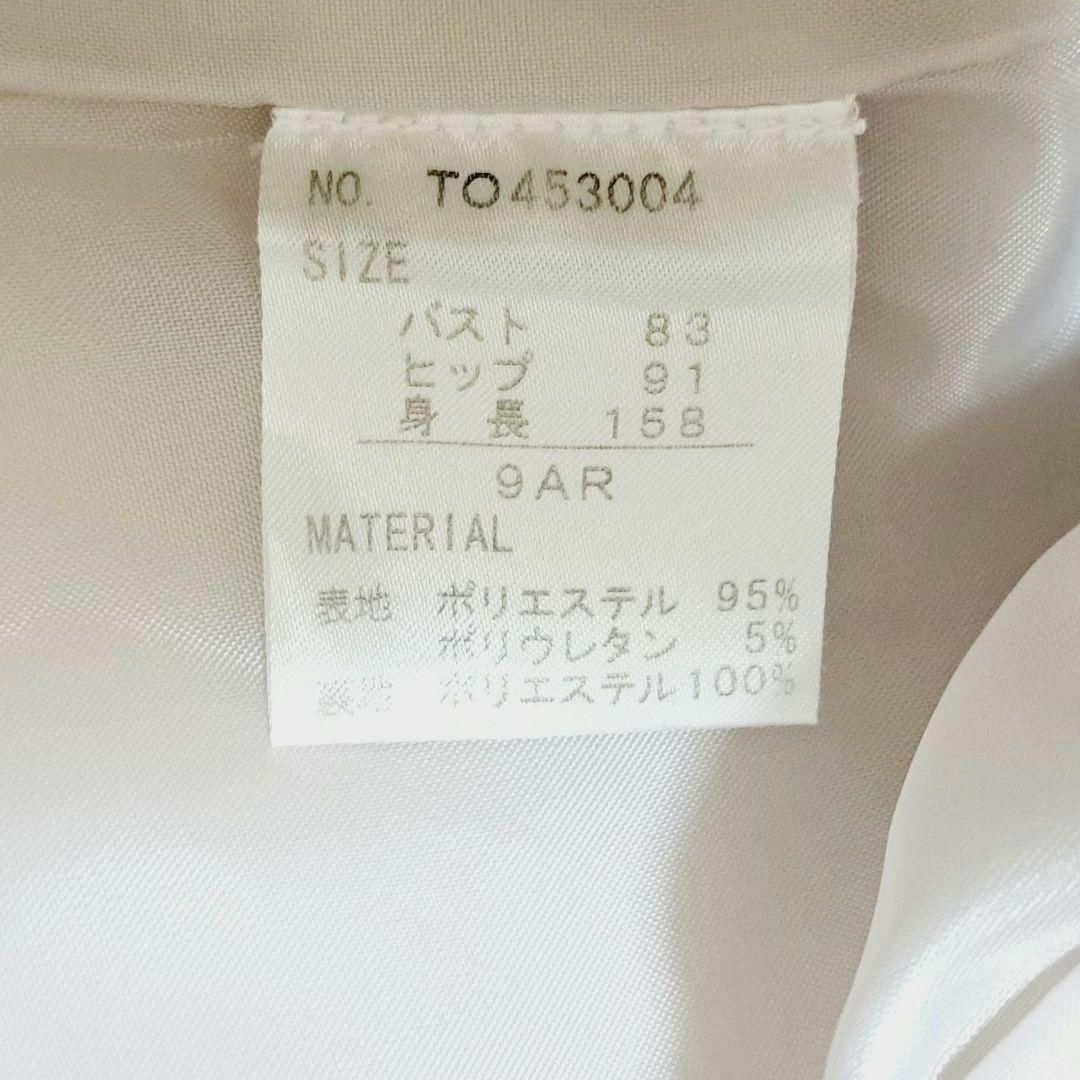 NO. TO453004
SIZE
バスト 83
ヒップ 91
身長 158
9AR
MATERIAL
表地 ポリエステル 95%
ポリウレタン 5%
裏地 ポリエステル100%